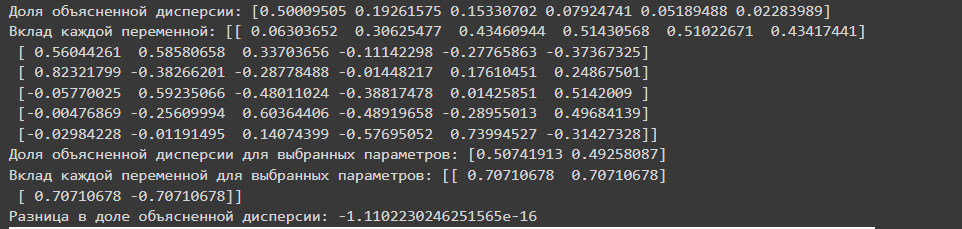 Доля объясненной дисперсии: [0.50009505 0.19261575 0.15330702 0.07924741 0.05189488 0.02283989]
Вклад каждой переменной: [[ 0.06303652  0.30625477  0.43460944  0.51430568  0.51022671  0.43417441]
 [ 0.56044261  0.58580658  0.33703656 -0.11142298 -0.27765863 -0.37367325]
 [ 0.82321799 -0.38266201 -0.28778488 -0.01448217  0.17610451  0.24867501]
 [-0.05770025  0.59235066 -0.48011024 -0.38817478  0.01425851  0.5142009 ]
 [-0.00476869 -0.25609994  0.60364406 -0.48919658 -0.28955013  0.49684139]
 [-0.02984228 -0.01191495  0.14074399 -0.57695052  0.73994527 -0.31427328]]
Доля объясненной дисперсии для выбранных параметров: [0.50741913 0.49258087]
Вклад каждой переменной для выбранных параметров: [[ 0.70710678  0.70710678]
 [ 0.70710678 -0.70710678]]
Разница в доле объясненной дисперсии: -1.1102230246251565e-16